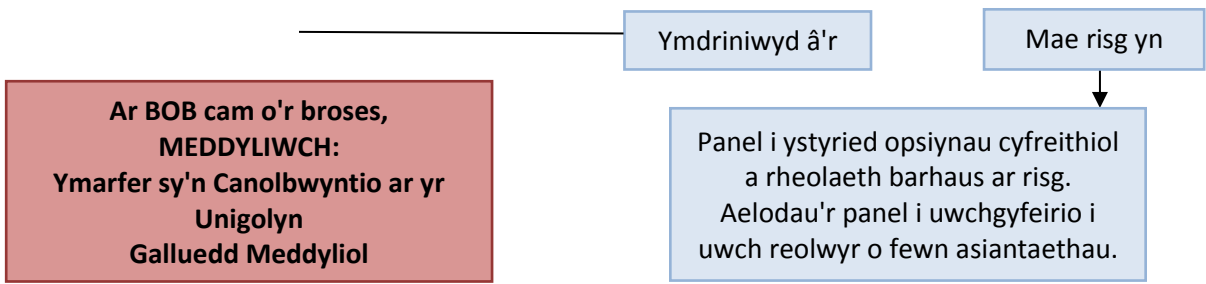 Ymdriniwyd â'r
Mae risg yn
Ar BOB cam o'r broses,
MEDDYLIWCH:
Ymarfer sy'n Canolbwyntio ar yr
Unigolyn
Galluedd Meddyliol
Panel i ystyried opsiynau cyfreithiol
a rheolaeth barhaus ar risg.
Aelodau'r panel i uwchgyfeirio i
uwch reolwyr o fewn asiantaethau.